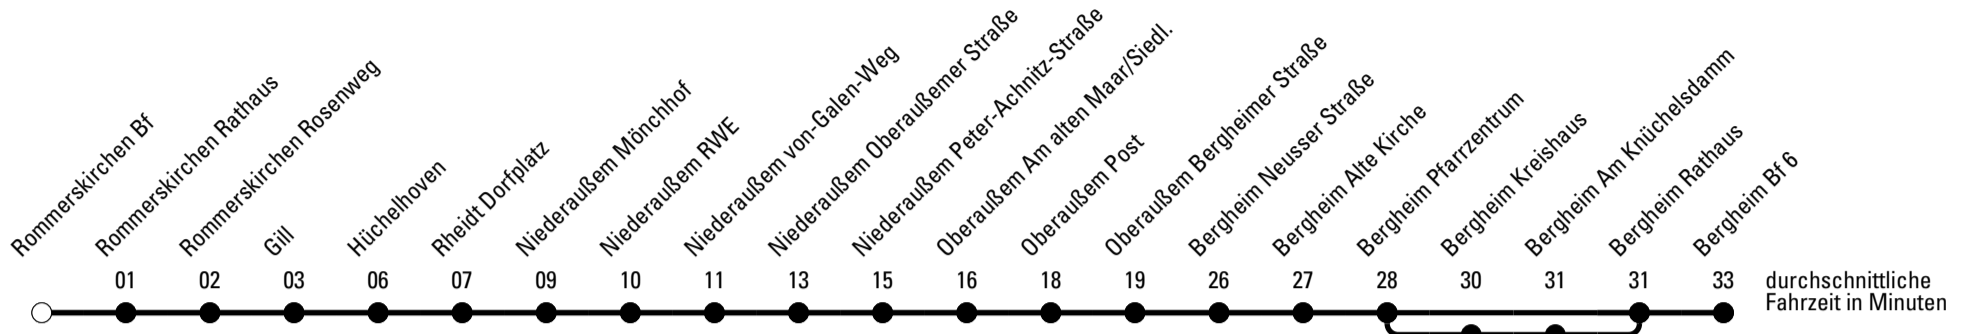 Rommerskirchen Bf
Rommerskirchen Rathaus
Rommerskirchen Rosenweg
Gill
Hüchelhoven
Rheidt Dorfplatz
Niederaußem Mönchhof
Niederaußem RWE
Niederaußem von-Galen-Weg
Niederaußem Oberaußemer Straße
Niederaußem Peter-Achnitz-Straße
Oberaußem Am alten Maar/Siedl.
Oberaußem Post
Oberaußem Bergheimer Straße
Bergheim Neusser Straße
Bergheim Alte Kirche
Bergheim Pfarrzentrum
Bergheim Kreishaus
Bergheim Am Knüchelsdamm
Bergheim Rathaus
Bergheim Bf 6
01 02 03 06 07 09 10 11 13 15 16 18 19 26 27 28 30 31 31 33
durchschnittliche
Fahrzeit in Minuten